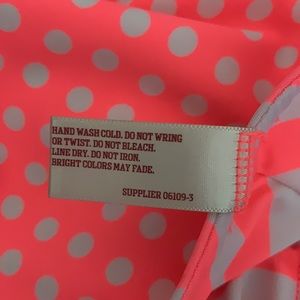 HAND WASH COLD. DO NOT WRING
OR TWIST. DO NOT BLEACH.
LINE DRY. DO NOT IRON.
BRIGHT COLORS MAY FADE.
SUPPLIER 06109-3